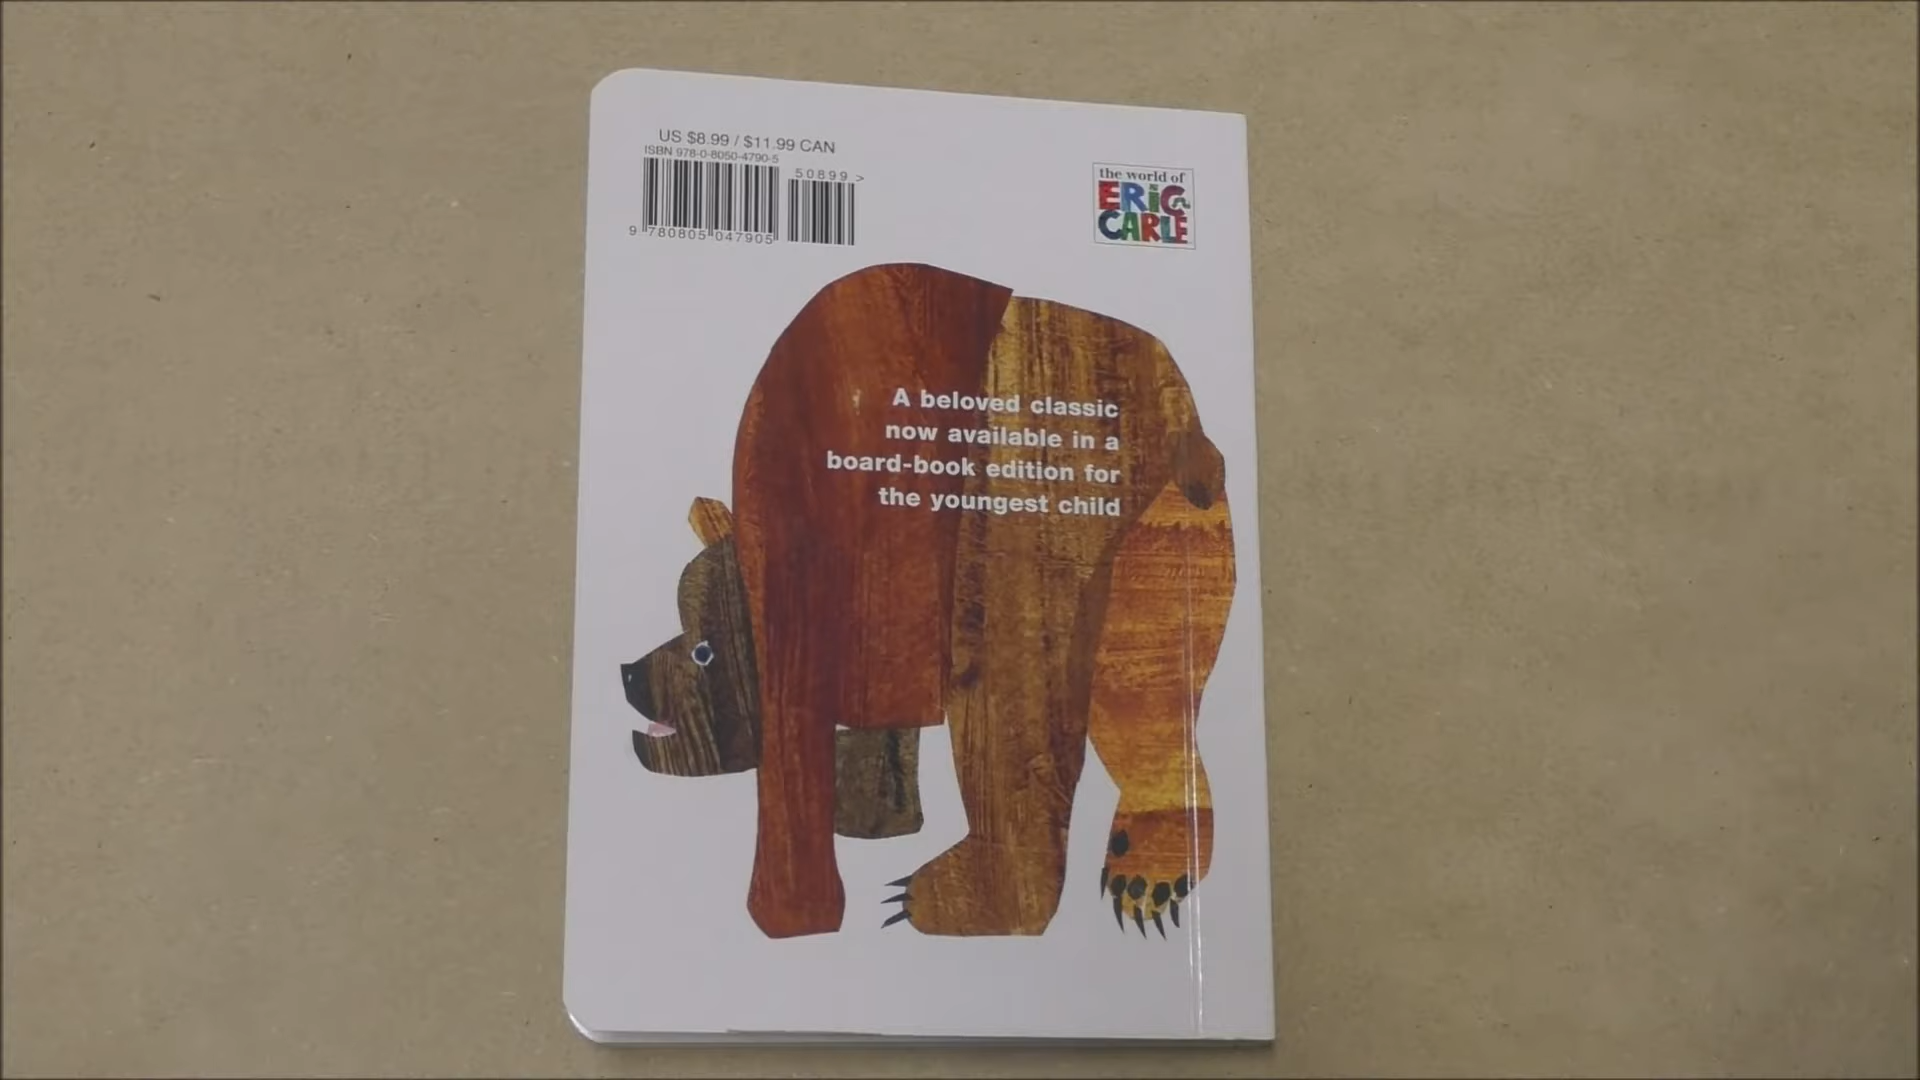 US $8.99 / $11.99 CAN
ISBN 978-0-8050-4790-5
50899 >
9 780805 047905
the world of
ERiC
CARLE
A beloved classic
now available in a
board-book edition for
the youngest child